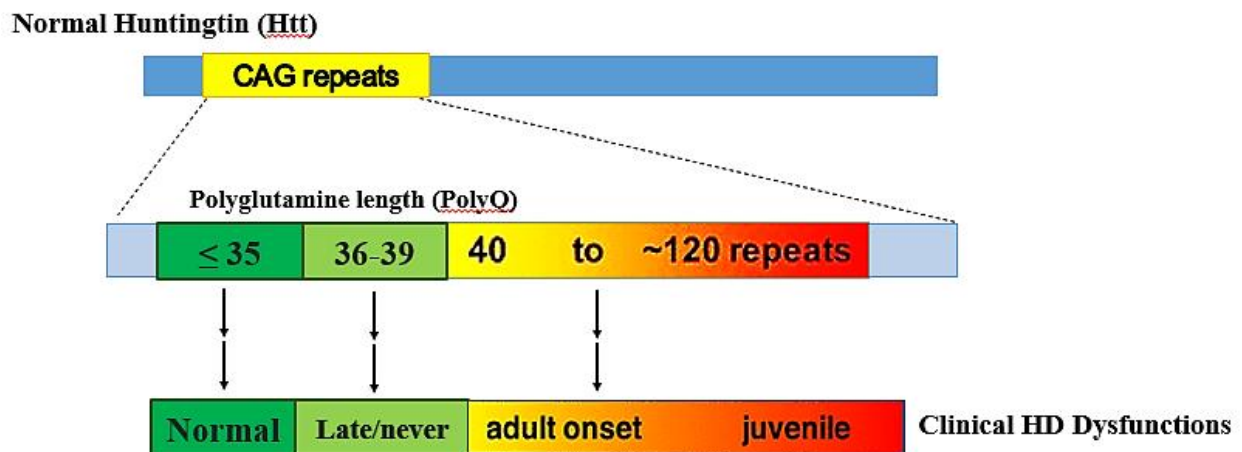 Normal Huntingtin (Htt)
CAG repeats
Polyglutamine length (PolyQ)
≤ 35 36-39 40 to ~120 repeats
Normal Late/never adult onset juvenile Clinical HD Dysfunctions